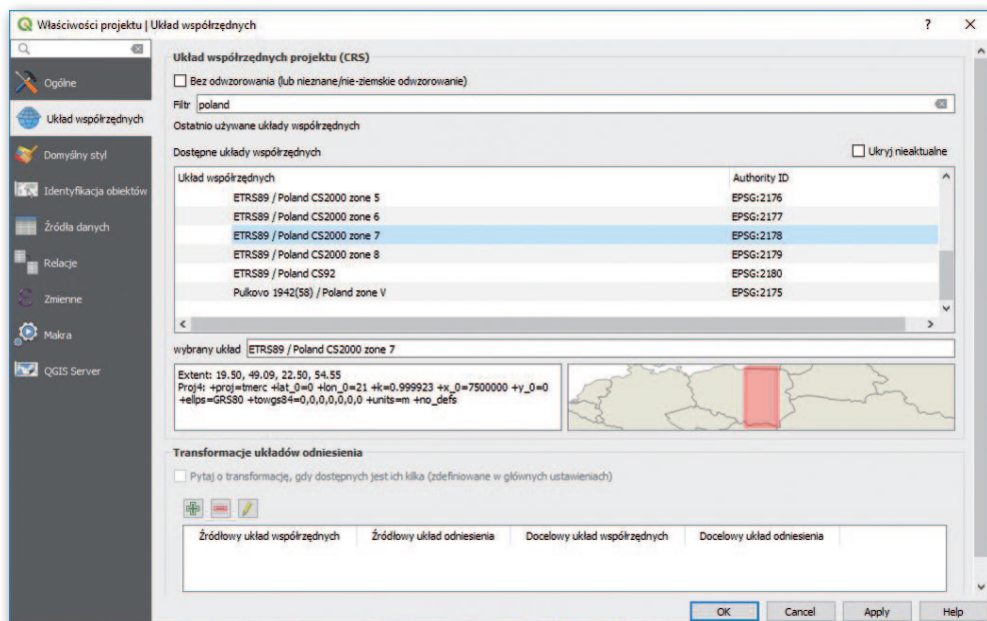 Właściwości projektu | Układ współrzędnych
?
Ogólne
Układ współrzędnych
Domyślny styl
Identyfikacja obiektów
Źródła danych
Relacje
Zmienne
Makra
QGIS Server
Układ współrzędnych projektu (CRS)
Bez odwzorowania (lub nieznane/nie-ziemskie odwzorowanie)
Filtr poland
Ostatnio używane układy współrzędnych
Dostępne układy współrzędnych
Ukryj nieaktualne
Układ współrzędnych Authority ID
ETRS89 / Poland CS2000 zone 5 EPSG:2176
ETRS89 / Poland CS2000 zone 6 EPSG:2177
ETRS89 / Poland CS2000 zone 7 EPSG:2178
ETRS89 / Poland CS2000 zone 8 EPSG:2179
ETRS89 / Poland CS92 EPSG:2180
Pulkovo 1942(58) / Poland zone V EPSG:2175
wybrany układ ETRS89 / Poland CS2000 zone 7
Extent: 19.50, 49.09, 22.50, 54.55
Proj4: +proj=tmerc +lat_0=0 +lon_0=21 +k=0.999923 +x_0=7500000 +y_0=0
+ellps=GRS80 +towgs84=0,0,0,0,0,0,0 +units=m +no_defs
Transformacje układów odniesienia
Pytaj o transformację, gdy dostępnych jest ich kilka (zdefiniowane w głównych ustawieniach)
Źródłowy układ współrzędnych Źródłowy układ odniesienia Docelowy układ współrzędnych Docelowy układ odniesienia
OK Cancel Apply Help